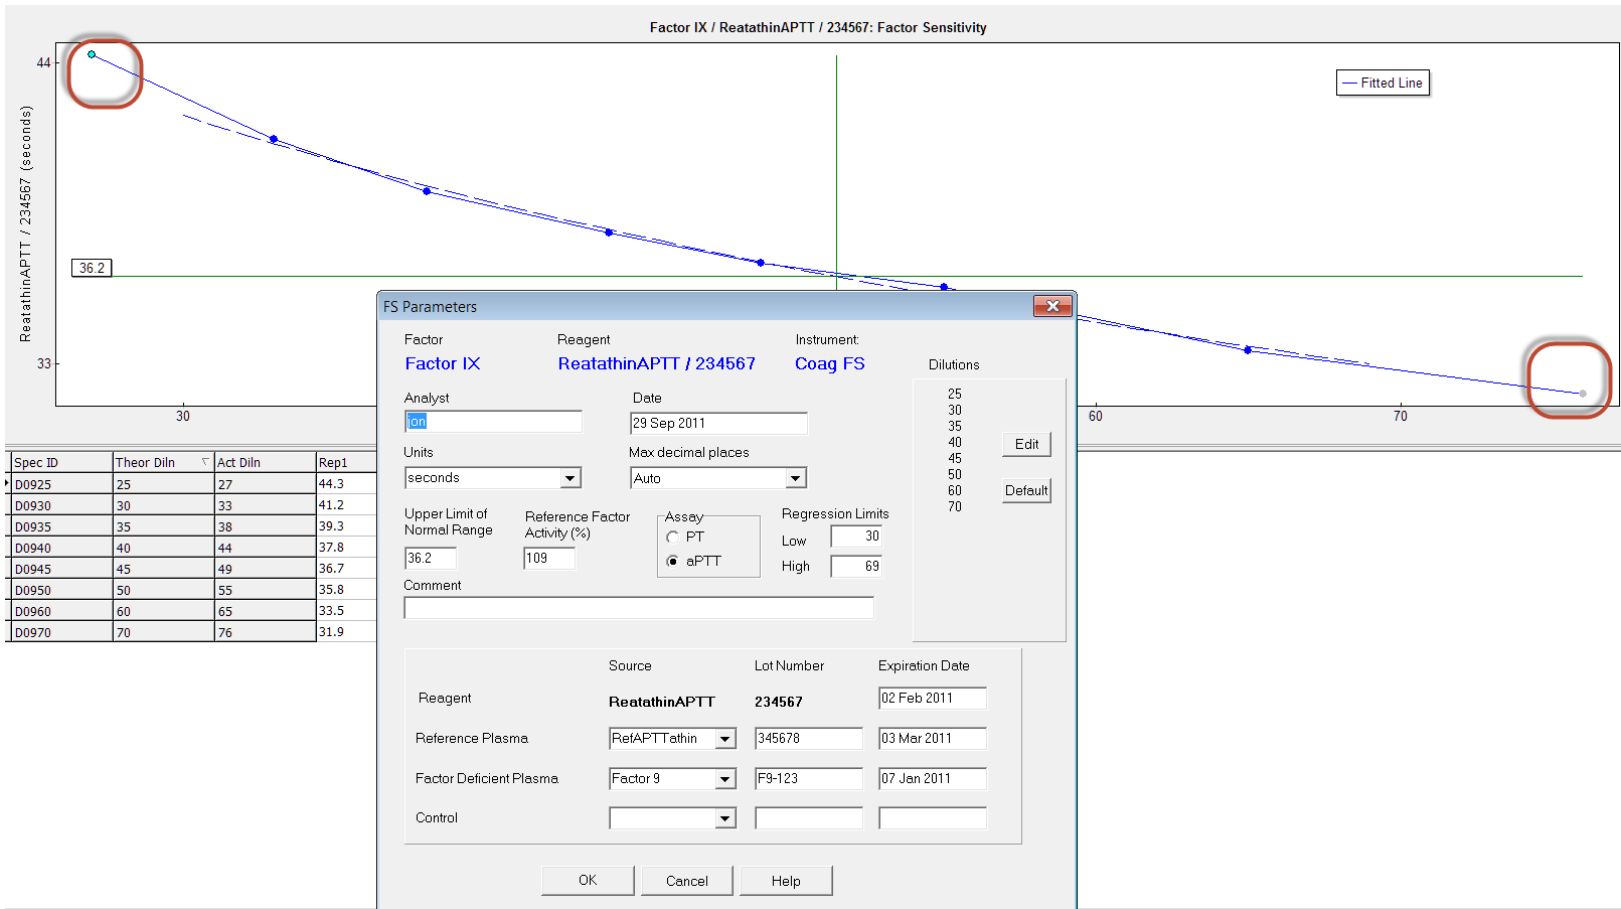 Factor IX / ReatathinAPTT / 234567: Factor Sensitivity
44
Fitted Line
ReatathinAPTT / 234567 (seconds)
36.2
33
30
60
70
Spec ID Theor Diln Act Diln Rep1
D0925 25 27 44.3
D0930 30 33 41.2
D0935 35 38 39.3
D0940 40 44 37.8
D0945 45 49 36.7
D0950 50 55 35.8
D0960 60 65 33.5
D0970 70 76 31.9
FS Parameters
Factor Reagent Instrument:
Factor IX ReatathinAPTT / 234567 Coag FS
Analyst Date
jon 29 Sep 2011
Units Max decimal places
seconds Auto
Upper Limit of Normal Range
36.2
Reference Factor Activity (%)
109
Assay
PT
aPTT
Regression Limits
Low 30
High 69
Comment
Dilutions
25
30
35
40
45
50
60
70
Edit
Default
Source Lot Number Expiration Date
Reagent ReatathinAPTT 234567 02 Feb 2011
Reference Plasma RefAPTTathin 345678 03 Mar 2011
Factor Deficient Plasma Factor 9 F9-123 07 Jan 2011
Control
OK Cancel Help